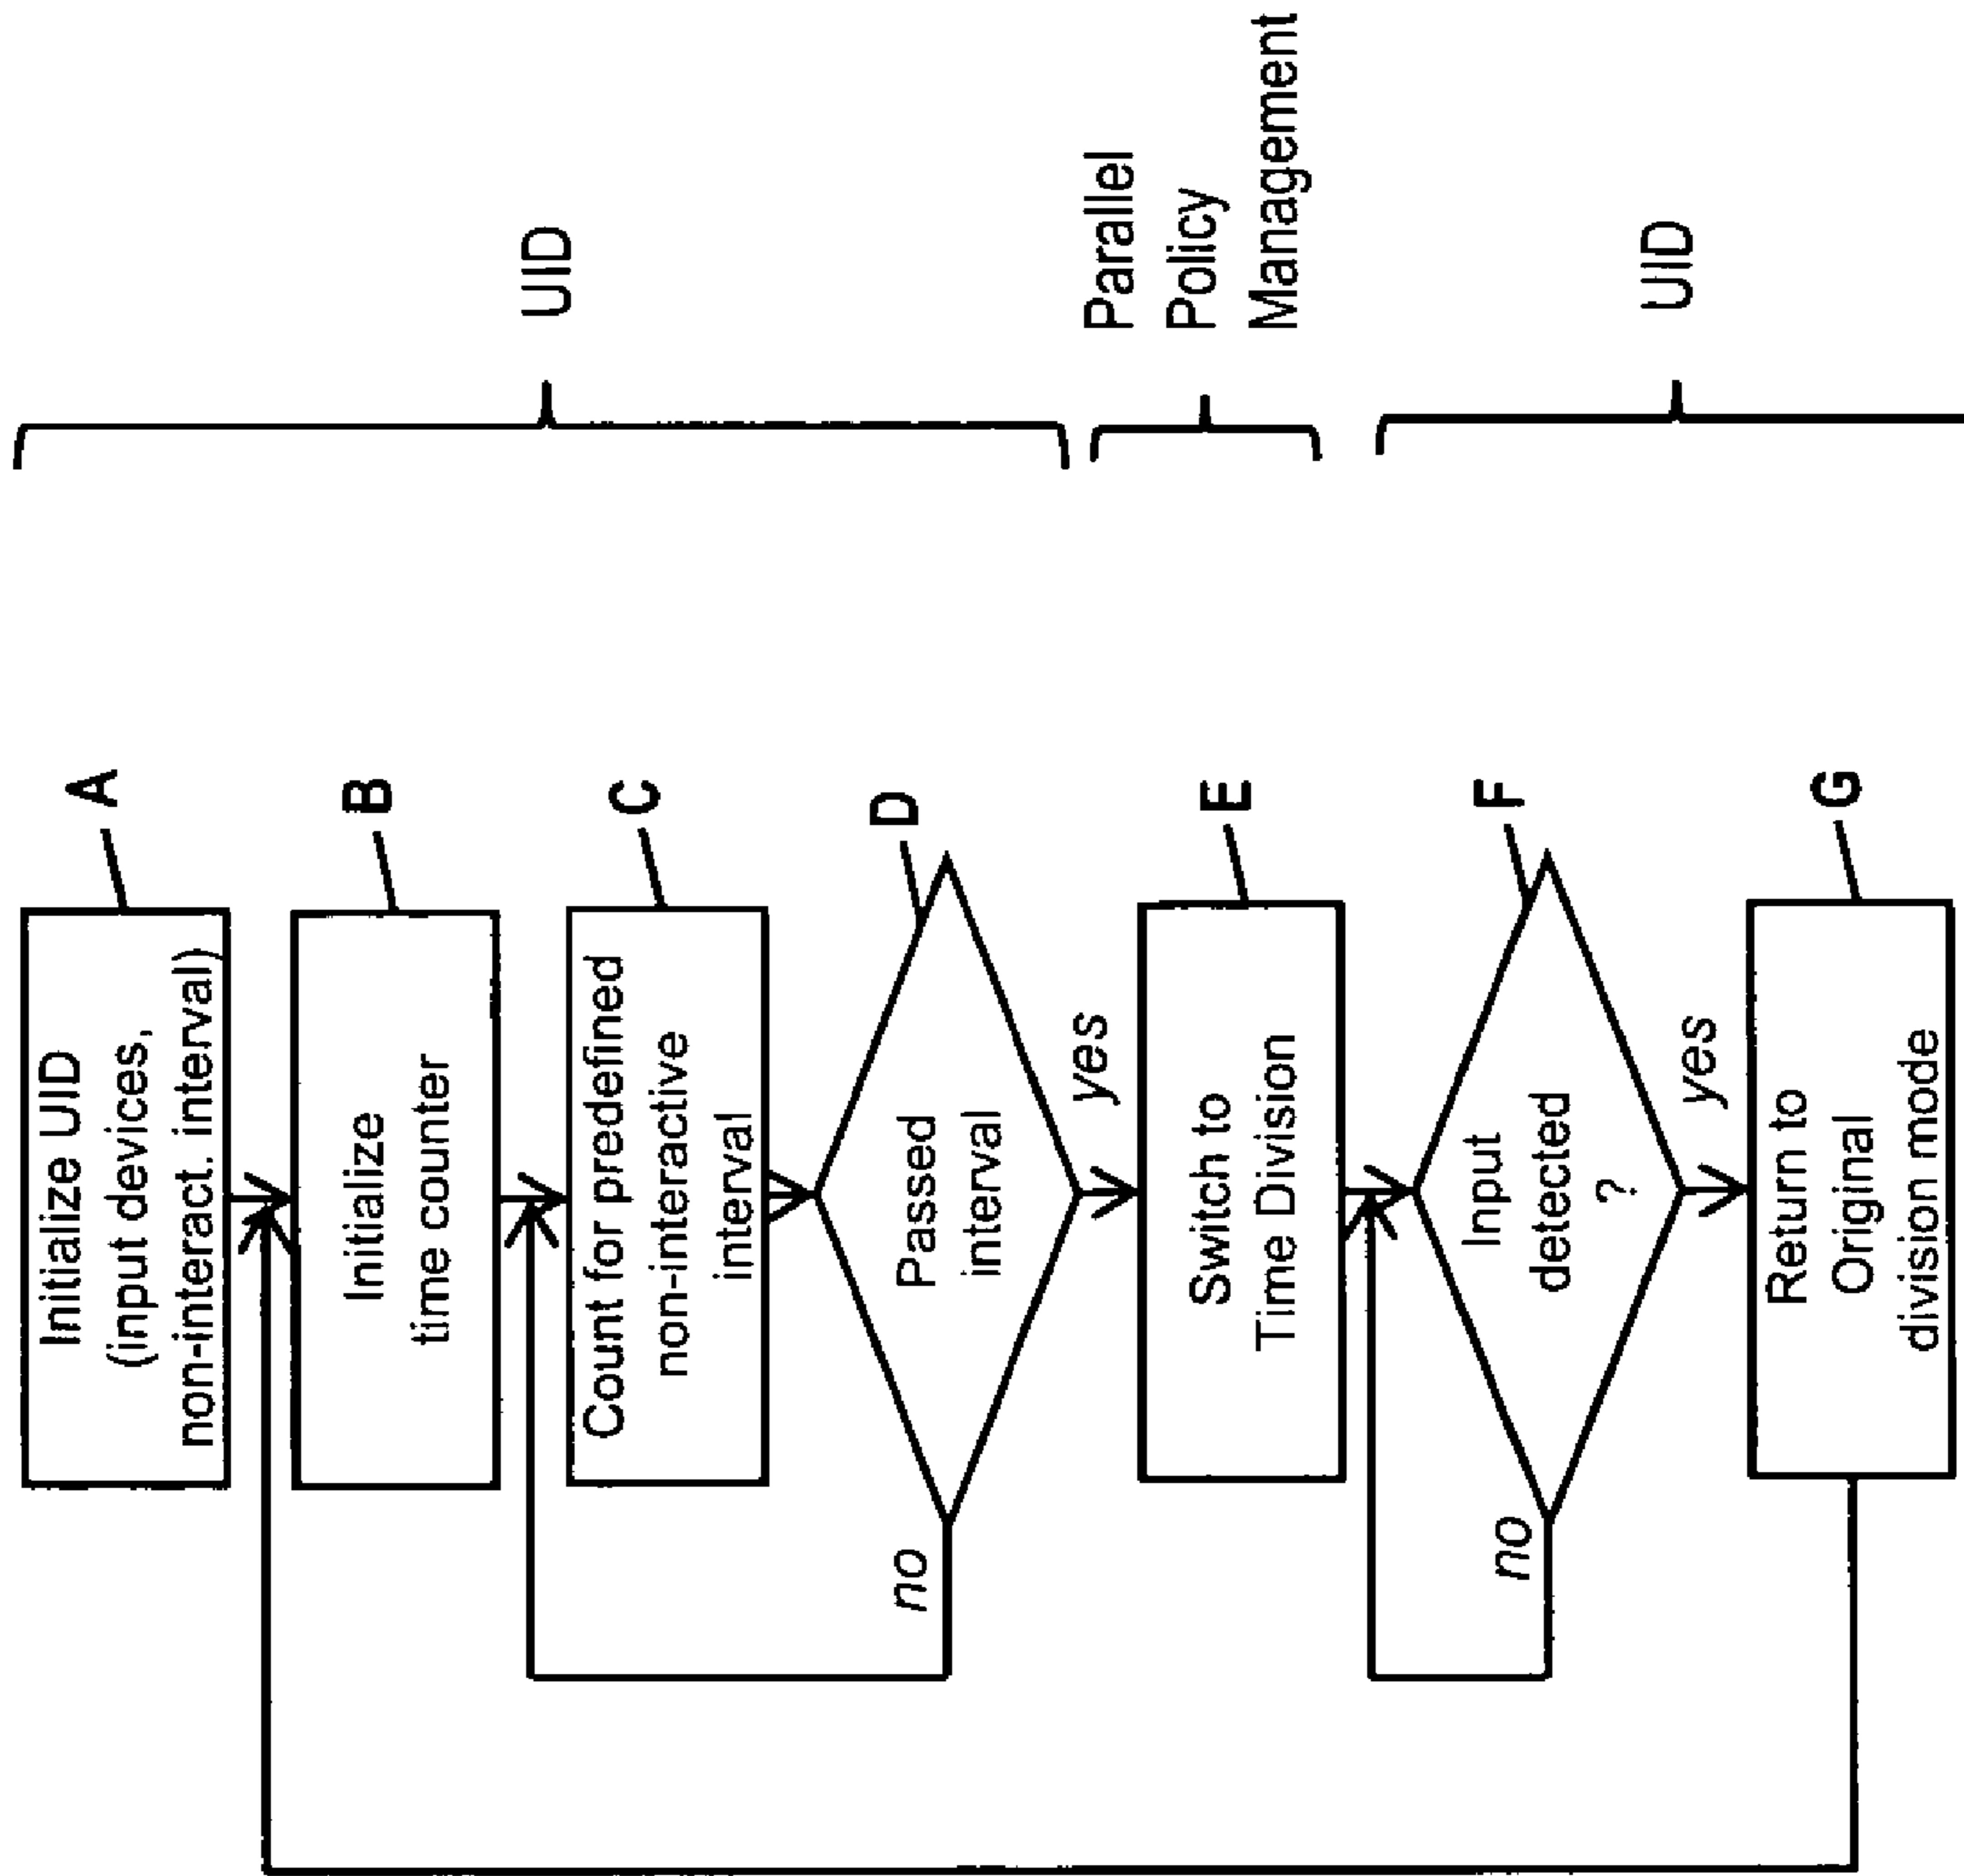 Initialize UID
(input devices,
non-interact. interval)
A
Initialize
time counter
B
Count for predefined
non-interactive
interval
C
Passed
interval
D
no
yes
UID
Switch to
Time Division
E
Parallel
Policy
Management
Input
detected
?
F
no
yes
Return to
Original
division mode
G
UID